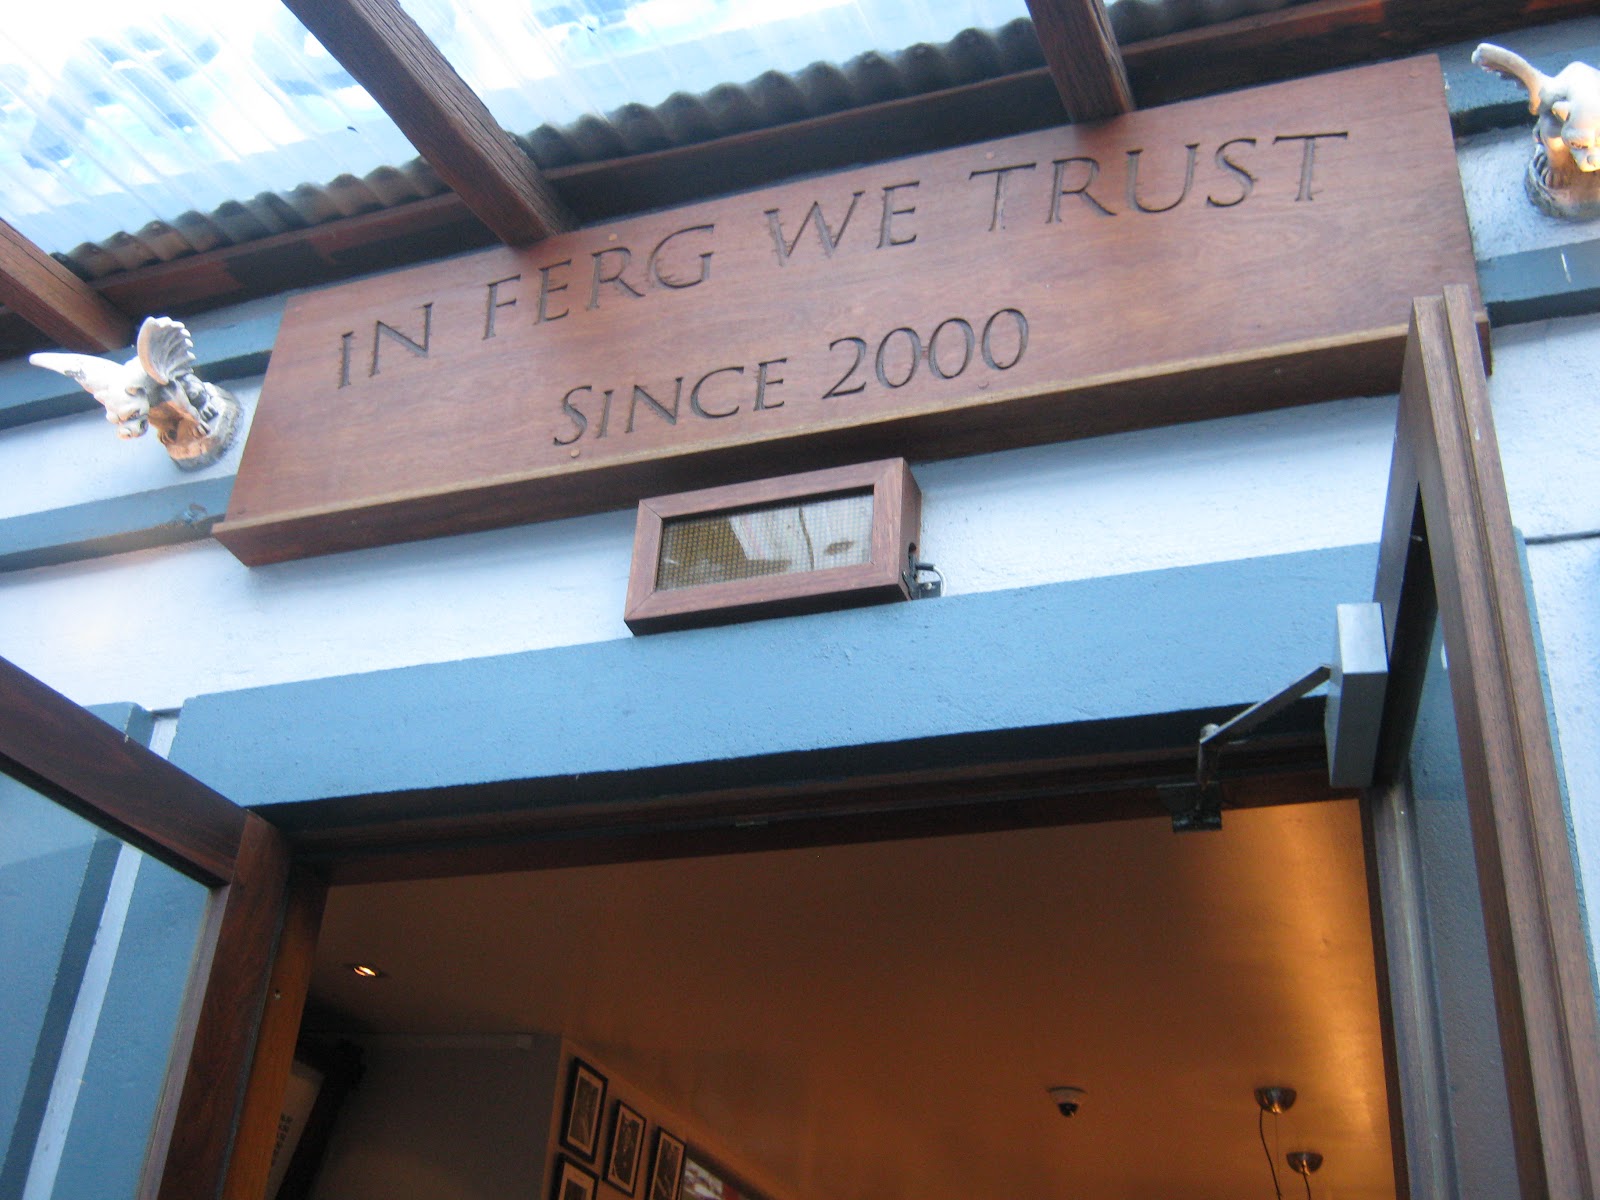 IN FERG WE TRUST
SINCE 2000